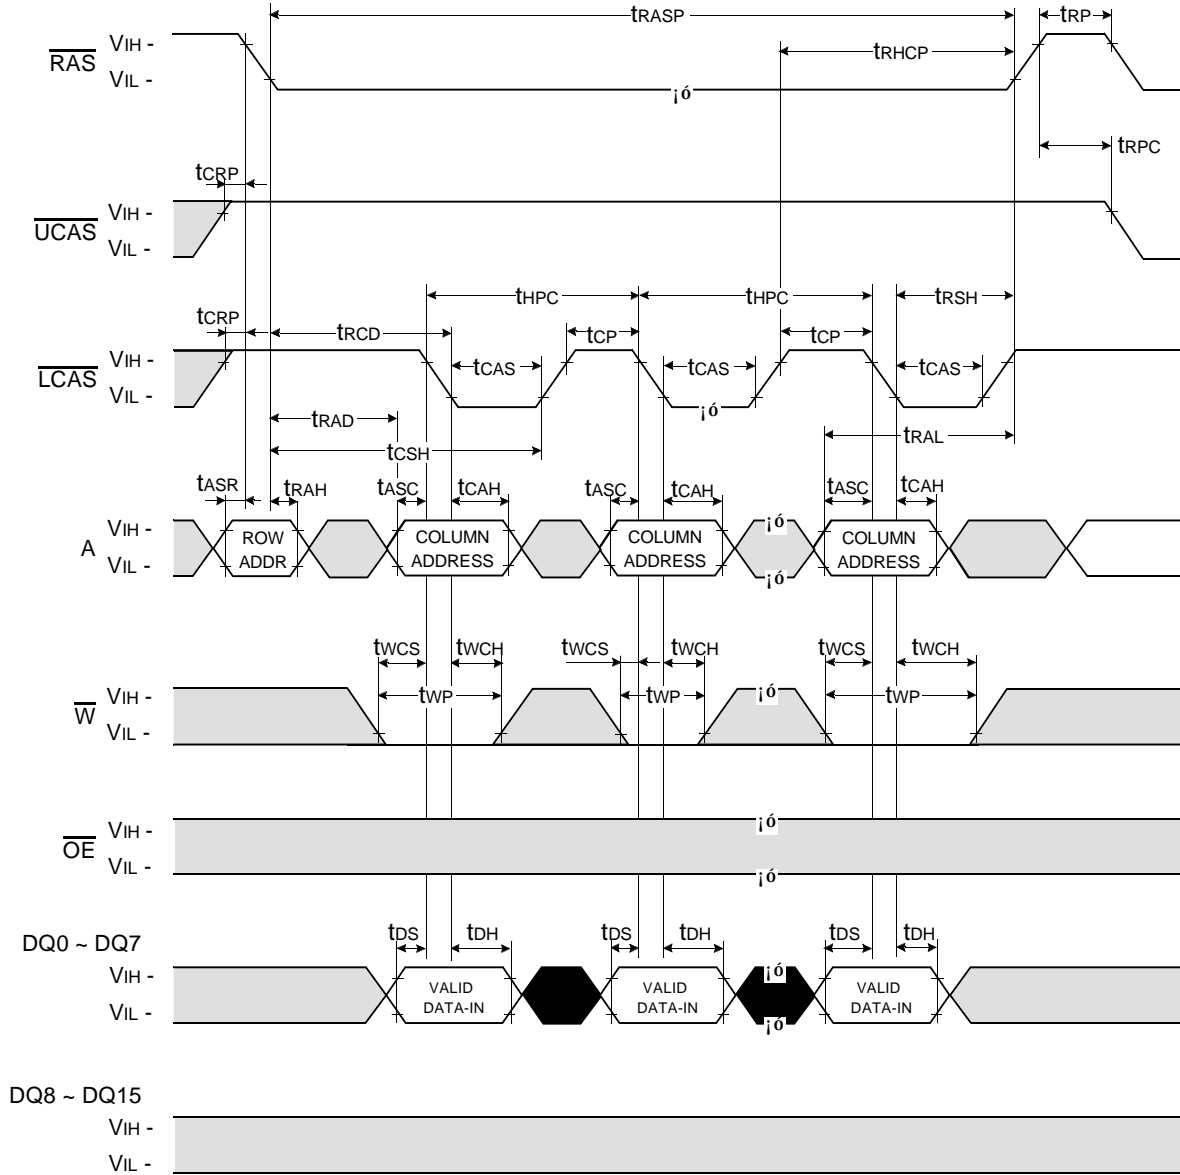 tRASP tRP
RAS VIH - tRHCP
VIL - ¡ó
tRPC
tCRP
UCAS VIH -
VIL -
tHPC tHPC tRSH
tCRP tRCD tCP tCP
LCAS VIH - tCAS tCAS tCAS
VIL - ¡ó
tRAD tRAL
tCSH
tASR tRAH tASC tCAH tASC tCAH tASC tCAH
A VIH - ROW COLUMN COLUMN ¡ó COLUMN
VIL - ADDR ADDRESS ADDRESS ¡ó ADDRESS
tWCS tWCH tWCS tWCH tWCS tWCH
W VIH - tWP tWP ¡ó tWP
VIL -
OE VIH - ¡ó
VIL - ¡ó
DQ0 ~ DQ7 tDS tDH tDS tDH tDS tDH
VIH - VALID VALID ¡ó VALID
VIL - DATA-IN DATA-IN ¡ó DATA-IN
DQ8 ~ DQ15
VIH -
VIL -